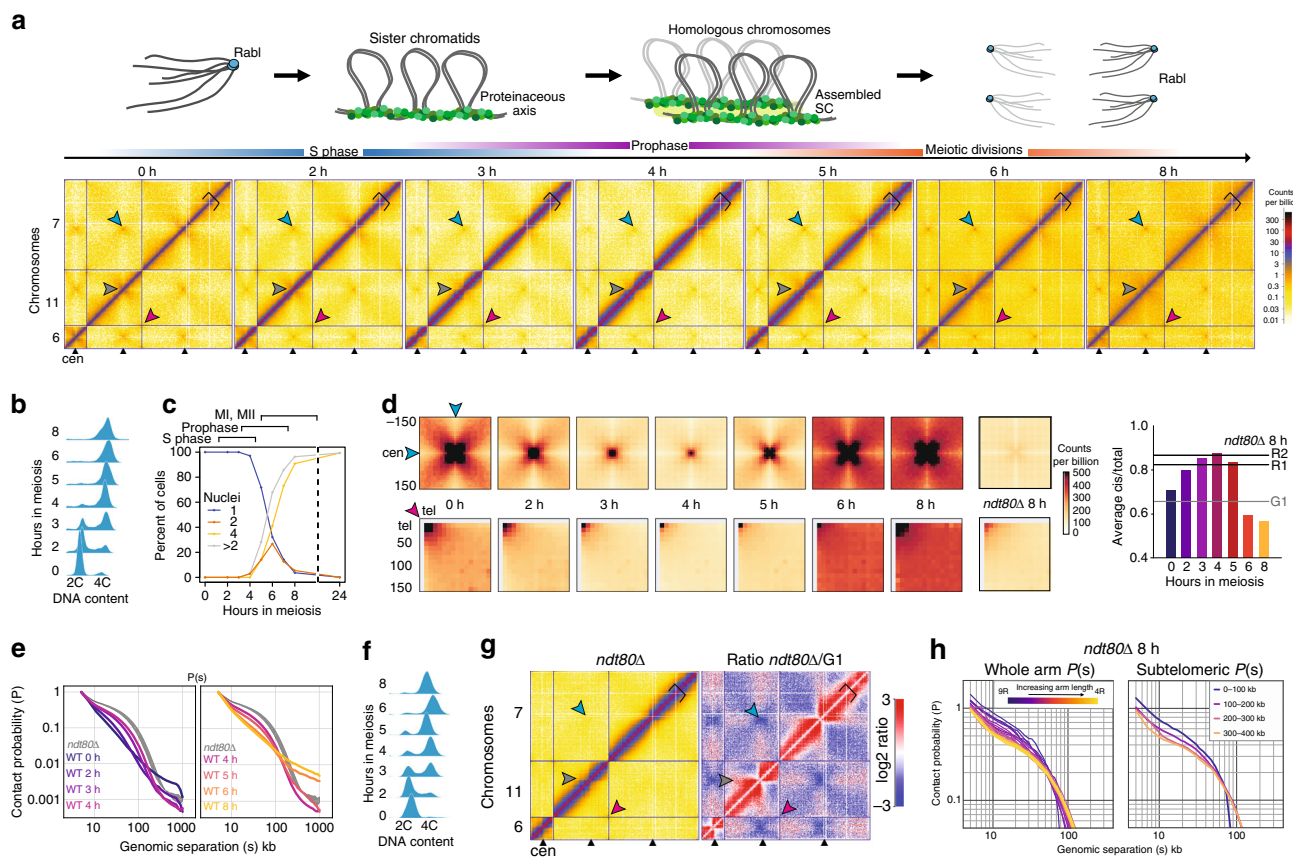 a
Rabl
Sister chromatids
Proteinaceous
axis
Homologous chromosomes
Assembled
SC
Rabl
S phase
Prophase
Meiotic divisions
0 h 2 h 3 h 4 h 5 h 6 h 8 h
Chromosomes
7
11
6
cen
Counts
per billion
300
100
30
10
3
1
0.3
0.1
0.03
0.01
b
Hours in meiosis
8
6
5
4
3
2
0
2C 4C
DNA content
c
MI, MII
Prophase
S phase
Percent of cells
100
80
60
40
20
0
Nuclei
1
2
4
>2
0 2 4 6 8 24
Hours in meiosis
d
−150
cen
150
0 h 2 h 3 h 4 h 5 h 6 h 8 h ndt80Δ 8 h
tel
tel
50
100
150
Counts
per billion
500
400
300
200
100
0
Average cis/total
1.0
0.8
0.6
0.4
ndt80Δ 8 h
R2
R1
G1
0 2 3 4 5 6 8
Hours in meiosis
e
P(s)
Contact probability (P)
1
0.1
0.01
0.001
ndt80Δ
WT 0 h
WT 2 h
WT 3 h
WT 4 h
ndt80Δ
WT 4 h
WT 5 h
WT 6 h
WT 8 h
10 100 1000 10 100 1000
Genomic separation (s) kb
f
Hours in meiosis
8
6
5
4
3
2
0
2C 4C
DNA content
g
ndt80Δ Ratio ndt80Δ/G1
Chromosomes
7
11
6
cen
3
log2 ratio
−3
h
ndt80Δ 8 h
Whole arm P(s) Subtelomeric P(s)
Contact probability (P)
1
0.1
9R Increasing arm length 4R
0–100 kb
100–200 kb
200–300 kb
300–400 kb
10 100 10 100
Genomic separation (s) kb